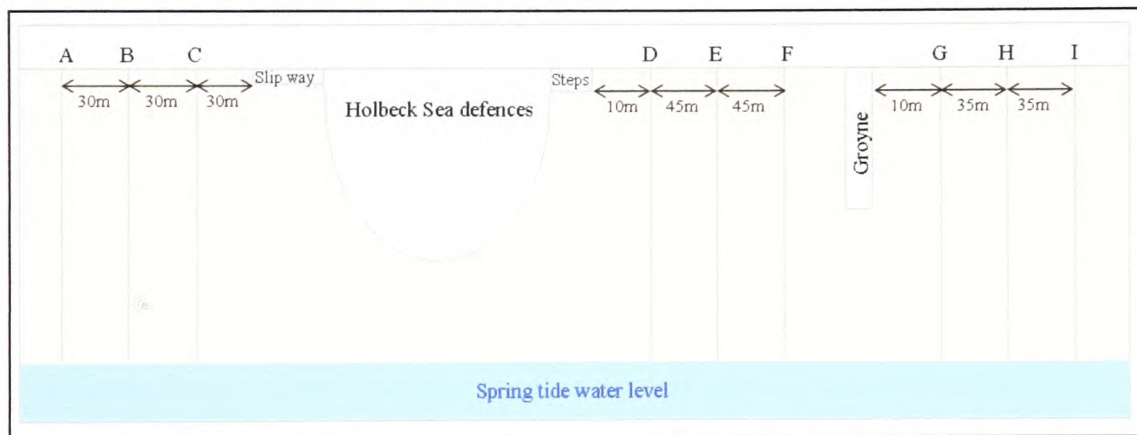 A B C D E F G H I
Slip way Steps
30m 30m 30m 10m 45m 45m 10m 35m 35m
Holbeck Sea defences
Groyne
Spring tide water level